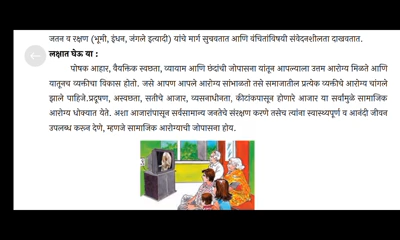 जतन व रक्षण (भूमी, इंधन, जंगले इत्यादी) यांचे मार्ग सुचवतात आणि वंचितांविषयी संवेदनशीलता दाखवतात.
लक्षात घेऊ या :
पोषक आहार, वैयक्तिक स्वच्छता, व्यायाम आणि छंदांची जोपासना यांतून आपल्याला उत्तम आरोग्य मिळते आणि
यातूनच व्यक्तीचा विकास होतो. जसे आपण आपले आरोग्य सांभाळतो तसे समाजातील प्रत्येक व्यक्तीचे आरोग्य चांगले
झाले पाहिजे.प्रदूषण, अस्वच्छता, सतीचे आजार, व्यसनाधीनता, कीटकांपासून होणारे आजार या सर्वांमुळे सामाजिक
आरोग्य धोक्यात येते. अशा आजारांपासून सर्वसामान्य जनतेचे संरक्षण करणे तसेच त्यांना स्वास्थ्यपूर्ण व आनंदी जीवन
उपलब्ध करून देणे, म्हणजे सामाजिक आरोग्याची जोपासना होय.